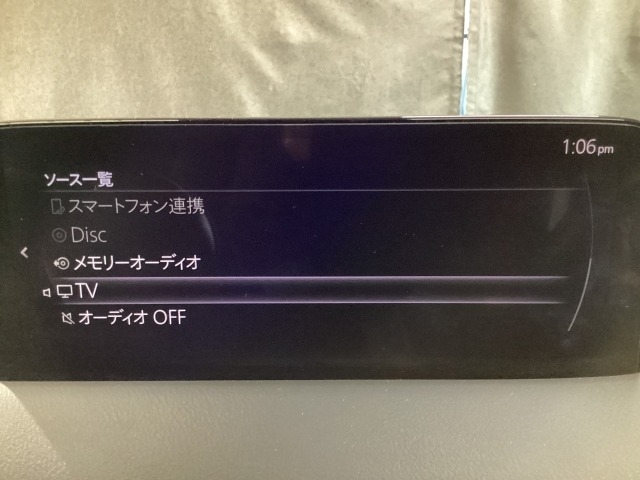 1:06pm
ソース一覧
スマートフォン連携
Disc
メモリーオーディオ
TV
オーディオ OFF